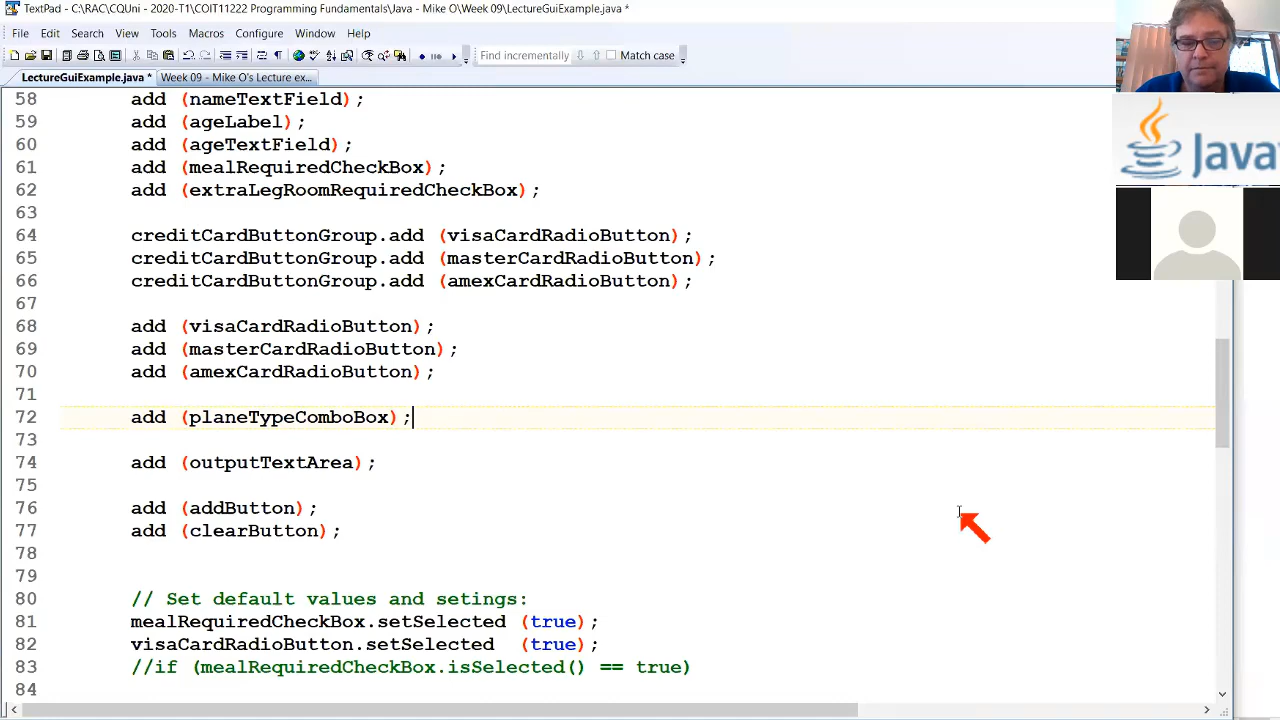 TextPad - C:\RAC\CQUni - 2020-T1\COIT11222 Programming Fundamentals\Java - Mike O\Week 09\LectureGuiExample.java *
File Edit Search View Tools Macros Configure Window Help
Find incrementally Match case
LectureGuiExample.java * Week 09 - Mike O's Lecture ex...
58 add (nameTextField);
59 add (ageLabel);
60 add (ageTextField);
61 add (mealRequiredCheckBox);
62 add (extraLegRoomRequiredCheckBox);
63
64 creditCardButtonGroup.add (visaCardRadioButton);
65 creditCardButtonGroup.add (masterCardRadioButton);
66 creditCardButtonGroup.add (amexCardRadioButton);
67
68 add (visaCardRadioButton);
69 add (masterCardRadioButton);
70 add (amexCardRadioButton);
71
72 add (planeTypeComboBox);
73
74 add (outputTextArea);
75
76 add (addButton);
77 add (clearButton);
78
79
80 // Set default values and setings:
81 mealRequiredCheckBox.setSelected (true);
82 visaCardRadioButton.setSelected (true);
83 //if (mealRequiredCheckBox.isSelected() == true)
84
Java